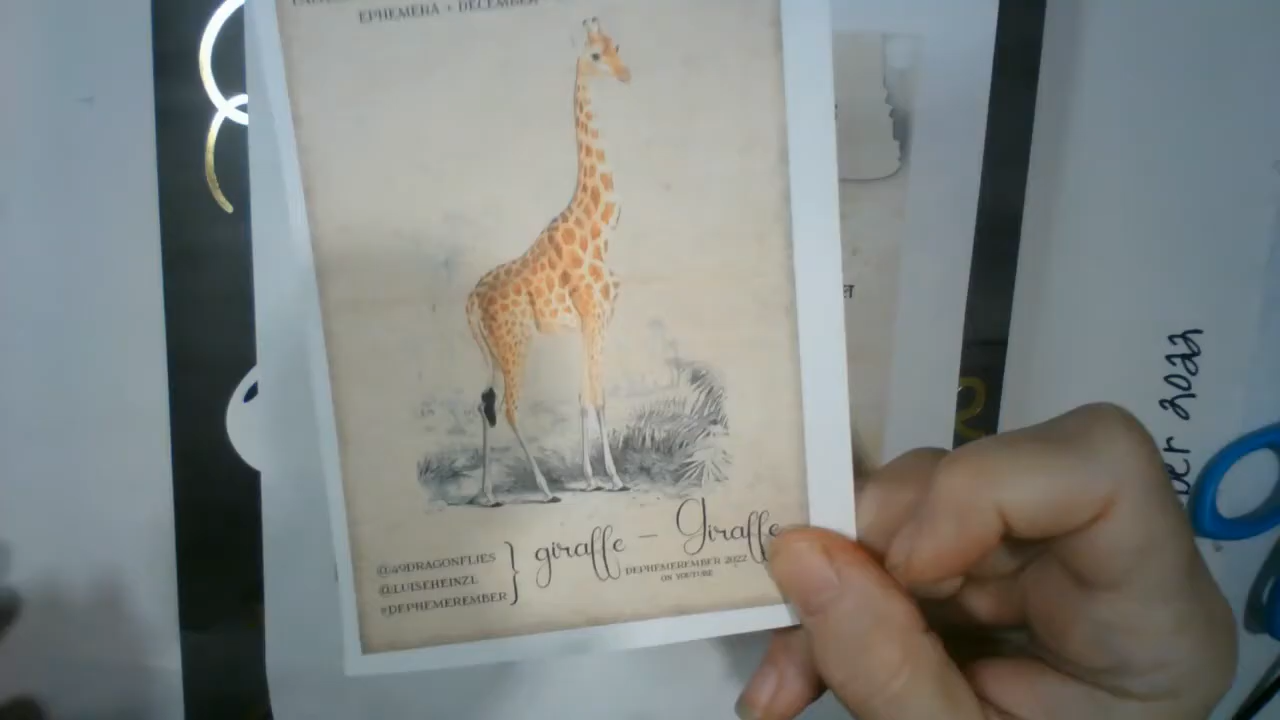 EPHEMERA + DECEMBER
@49DRAGONFLIES
@LUISEHEINZL
#DEPHEMEREMBER
giraffe – Giraffe
DEPHEMEREMBER 2022
ON YOUTUBE
ber 2022